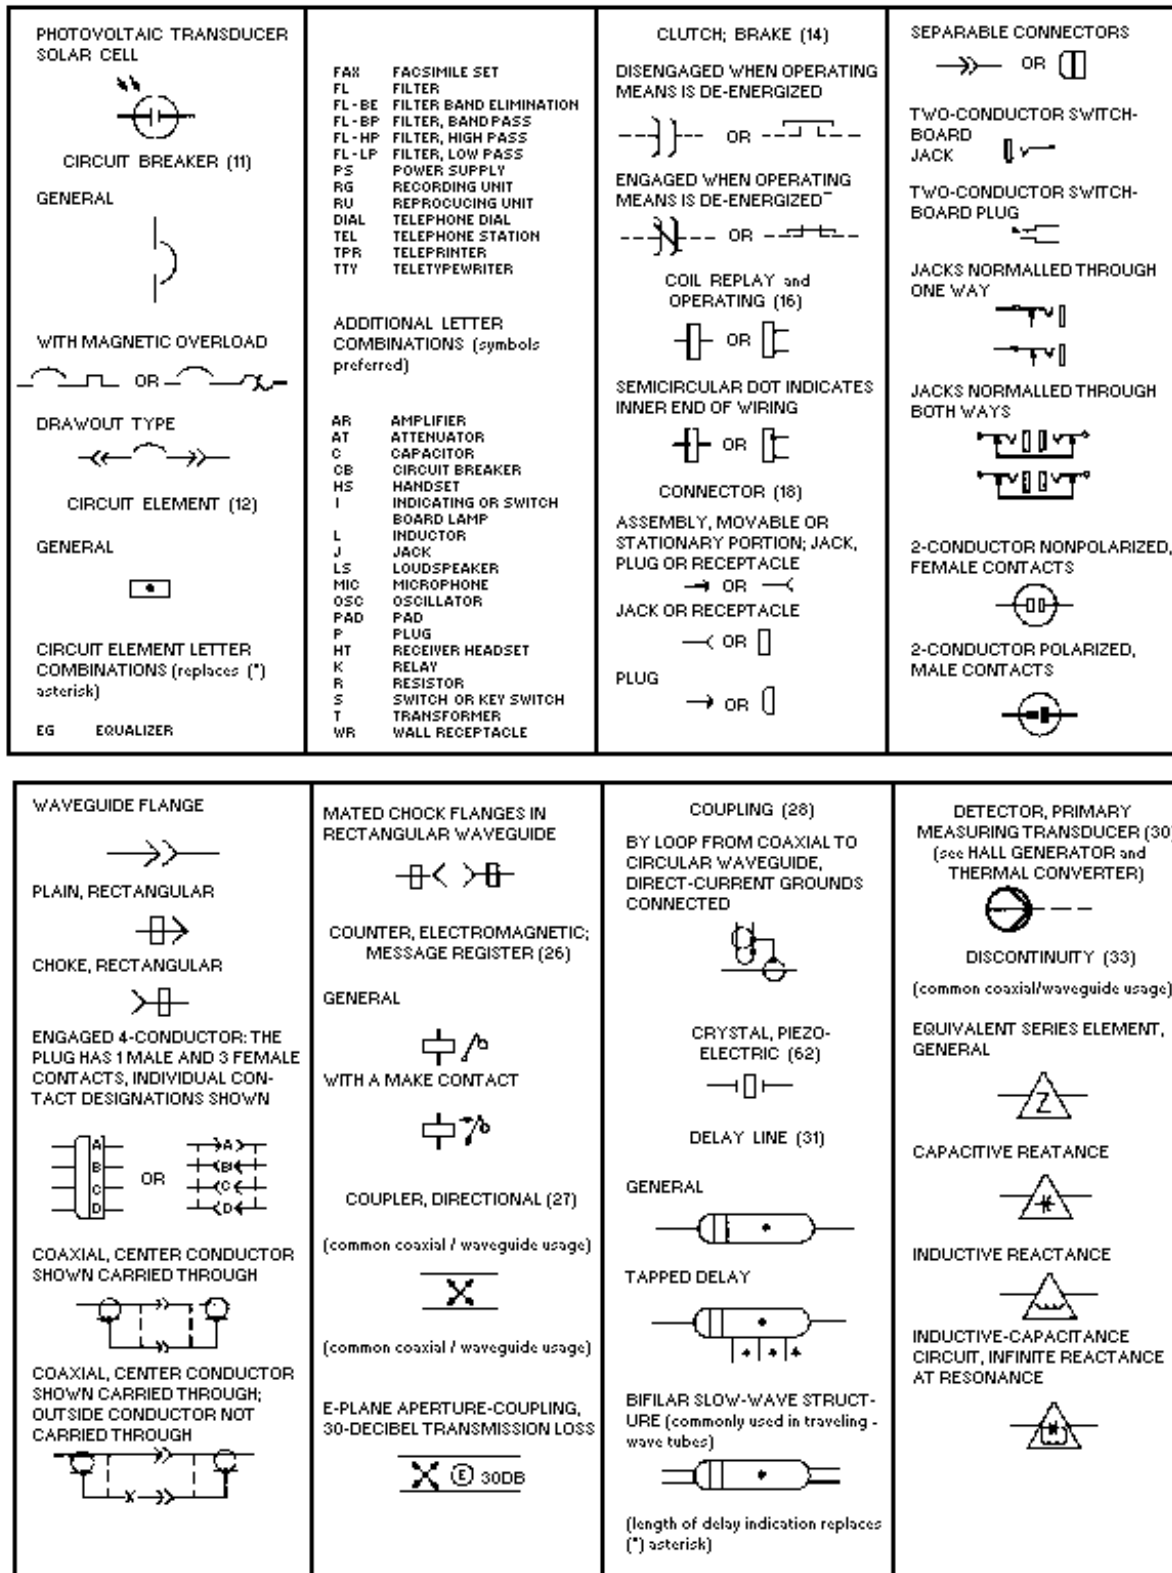 PHOTOVOLTAIC TRANSDUCER
SOLAR CELL
CIRCUIT BREAKER (11)
GENERAL
WITH MAGNETIC OVERLOAD
OR
DRAWOUT TYPE
CIRCUIT ELEMENT (12)
GENERAL
CIRCUIT ELEMENT LETTER
COMBINATIONS (replaces (*)
asterisk)
EG EQUALIZER
FAX FACSIMILE SET
FL FILTER
FL-BE FILTER BAND ELIMINATION
FL-BP FILTER, BAND PASS
FL-HP FILTER, HIGH PASS
FL-LP FILTER, LOW PASS
PS POWER SUPPLY
RG RECORDING UNIT
RU REPROCUCING UNIT
DIAL TELEPHONE DIAL
TEL TELEPHONE STATION
TPR TELEPRINTER
TTY TELETYPEWRITER
ADDITIONAL LETTER
COMBINATIONS (symbols
preferred)
AR AMPLIFIER
AT ATTENUATOR
C CAPACITOR
CB CIRCUIT BREAKER
HS HANDSET
I INDICATING OR SWITCH
BOARD LAMP
L INDUCTOR
J JACK
LS LOUDSPEAKER
MIC MICROPHONE
OSC OSCILLATOR
PAD PAD
P PLUG
HT RECEIVER HEADSET
K RELAY
R RESISTOR
S SWITCH OR KEY SWITCH
T TRANSFORMER
WR WALL RECEPTACLE
CLUTCH; BRAKE (14)
DISENGAGED WHEN OPERATING
MEANS IS DE-ENERGIZED
OR
ENGAGED WHEN OPERATING
MEANS IS DE-ENERGIZED
OR
COIL REPLAY and
OPERATING (16)
OR
SEMICIRCULAR DOT INDICATES
INNER END OF WIRING
OR
CONNECTOR (18)
ASSEMBLY, MOVABLE OR
STATIONARY PORTION; JACK,
PLUG OR RECEPTACLE
OR
JACK OR RECEPTACLE
OR
PLUG
OR
SEPARABLE CONNECTORS
OR
TWO-CONDUCTOR SWITCH-
BOARD
JACK
TWO-CONDUCTOR SWITCH-
BOARD PLUG
JACKS NORMALLED THROUGH
ONE WAY
JACKS NORMALLED THROUGH
BOTH WAYS
2-CONDUCTOR NONPOLARIZED,
FEMALE CONTACTS
2-CONDUCTOR POLARIZED,
MALE CONTACTS
WAVEGUIDE FLANGE
PLAIN, RECTANGULAR
CHOKE, RECTANGULAR
ENGAGED 4-CONDUCTOR: THE
PLUG HAS 1 MALE AND 3 FEMALE
CONTACTS, INDIVIDUAL CON-
TACT DESIGNATIONS SHOWN
A A
B B
OR
C C
D D
COAXIAL, CENTER CONDUCTOR
SHOWN CARRIED THROUGH
COAXIAL, CENTER CONDUCTOR
SHOWN CARRIED THROUGH;
OUTSIDE CONDUCTOR NOT
CARRIED THROUGH
MATED CHOCK FLANGES IN
RECTANGULAR WAVEGUIDE
COUNTER, ELECTROMAGNETIC;
MESSAGE REGISTER (26)
GENERAL
WITH A MAKE CONTACT
COUPLER, DIRECTIONAL (27)
(common coaxial / waveguide usage)
(common coaxial / waveguide usage)
E-PLANE APERTURE-COUPLING,
30-DECIBEL TRANSMISSION LOSS
E 30DB
COUPLING (28)
BY LOOP FROM COAXIAL TO
CIRCULAR WAVEGUIDE,
DIRECT-CURRENT GROUNDS
CONNECTED
CRYSTAL, PIEZO-
ELECTRIC (62)
DELAY LINE (31)
GENERAL
TAPPED DELAY
BIFILAR SLOW-WAVE STRUCT-
URE (commonly used in traveling -
wave tubes)
(length of delay indication replaces
(*) asterisk)
DETECTOR, PRIMARY
MEASURING TRANSDUCER (30)
(see HALL GENERATOR and
THERMAL CONVERTER)
DISCONTINUITY (33)
(common coaxial/waveguide usage)
EQUIVALENT SERIES ELEMENT,
GENERAL
Z
CAPACITIVE REATANCE
INDUCTIVE REACTANCE
INDUCTIVE-CAPACITANCE
CIRCUIT, INFINITE REACTANCE
AT RESONANCE